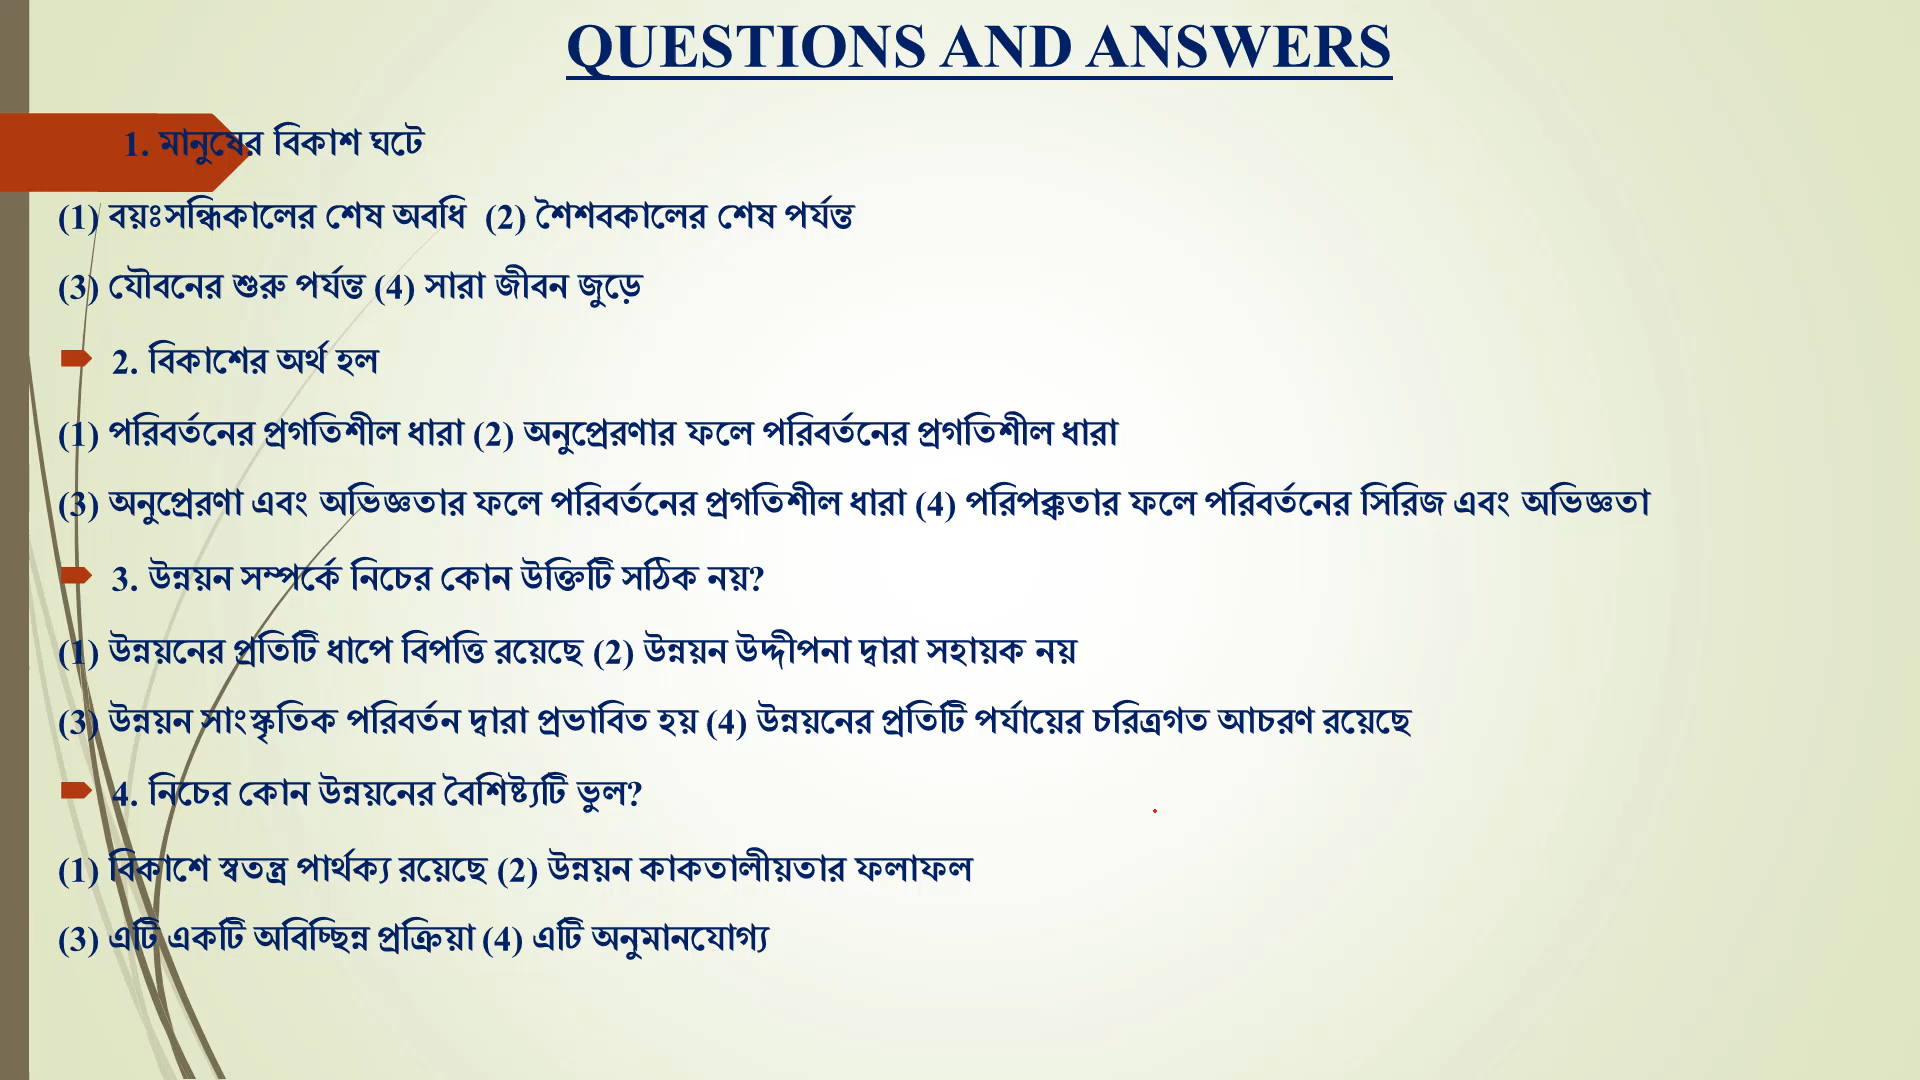 QUESTIONS AND ANSWERS
1. মানুষের বিকাশ ঘটে
(1) বয়ঃসন্ধিকালের শেষ অবধি (2) শৈশবকালের শেষ পর্যন্ত
(3) যৌবনের শুরু পর্যন্ত (4) সারা জীবন জুড়ে
2. বিকাশের অর্থ হল
(1) পরিবর্তনের প্রগতিশীল ধারা (2) অনুপ্রেরণার ফলে পরিবর্তনের প্রগতিশীল ধারা
(3) অনুপ্রেরণা এবং অভিজ্ঞতার ফলে পরিবর্তনের প্রগতিশীল ধারা (4) পরিপক্কতার ফলে পরিবর্তনের সিরিজ এবং অভিজ্ঞতা
3. উন্নয়ন সম্পর্কে নিচের কোন উক্তিটি সঠিক নয়?
(1) উন্নয়নের প্রতিটি ধাপে বিপত্তি রয়েছে (2) উন্নয়ন উদ্দীপনা দ্বারা সহায়ক নয়
(3) উন্নয়ন সাংস্কৃতিক পরিবর্তন দ্বারা প্রভাবিত হয় (4) উন্নয়নের প্রতিটি পর্যায়ের চরিত্রগত আচরণ রয়েছে
4. নিচের কোন উন্নয়নের বৈশিষ্ট্যটি ভুল?
(1) বিকাশে স্বতন্ত্র পার্থক্য রয়েছে (2) উন্নয়ন কাকতালীয়তার ফলাফল
(3) এটি একটি অবিচ্ছিন্ন প্রক্রিয়া (4) এটি অনুমানযোগ্য